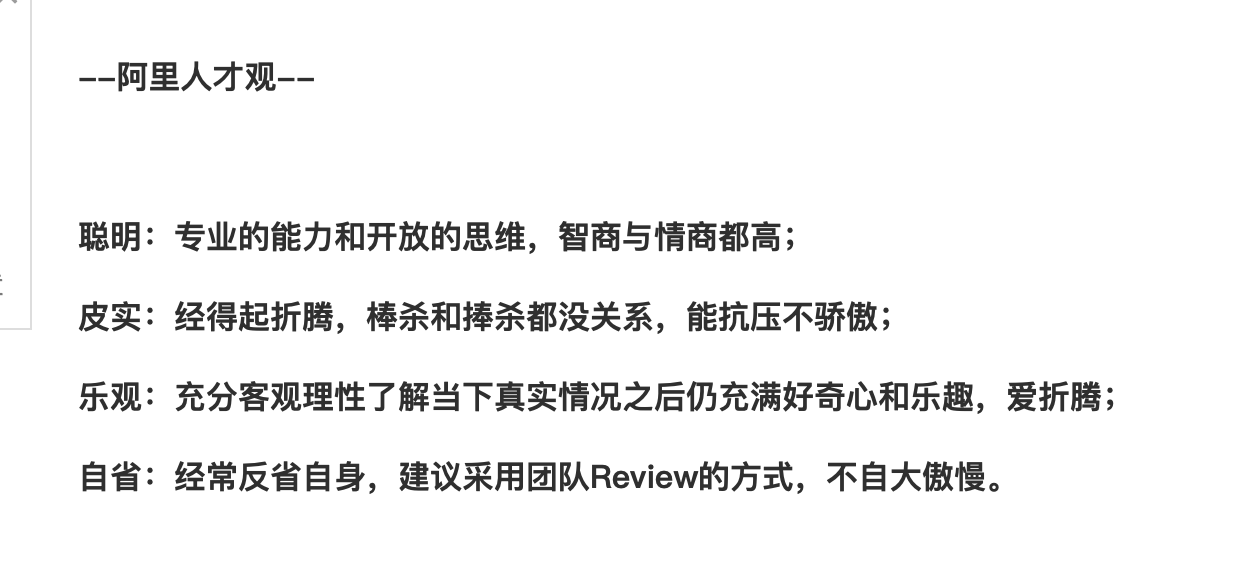 --阿里人才观--
聪明：专业的能力和开放的思维，智商与情商都高；
皮实：经得起折腾，棒杀和捧杀都没关系，能抗压不骄傲；
乐观：充分客观理性了解当下真实情况之后仍充满好奇心和乐趣，爱折腾；
自省：经常反省自身，建议采用团队Review的方式，不自大傲慢。